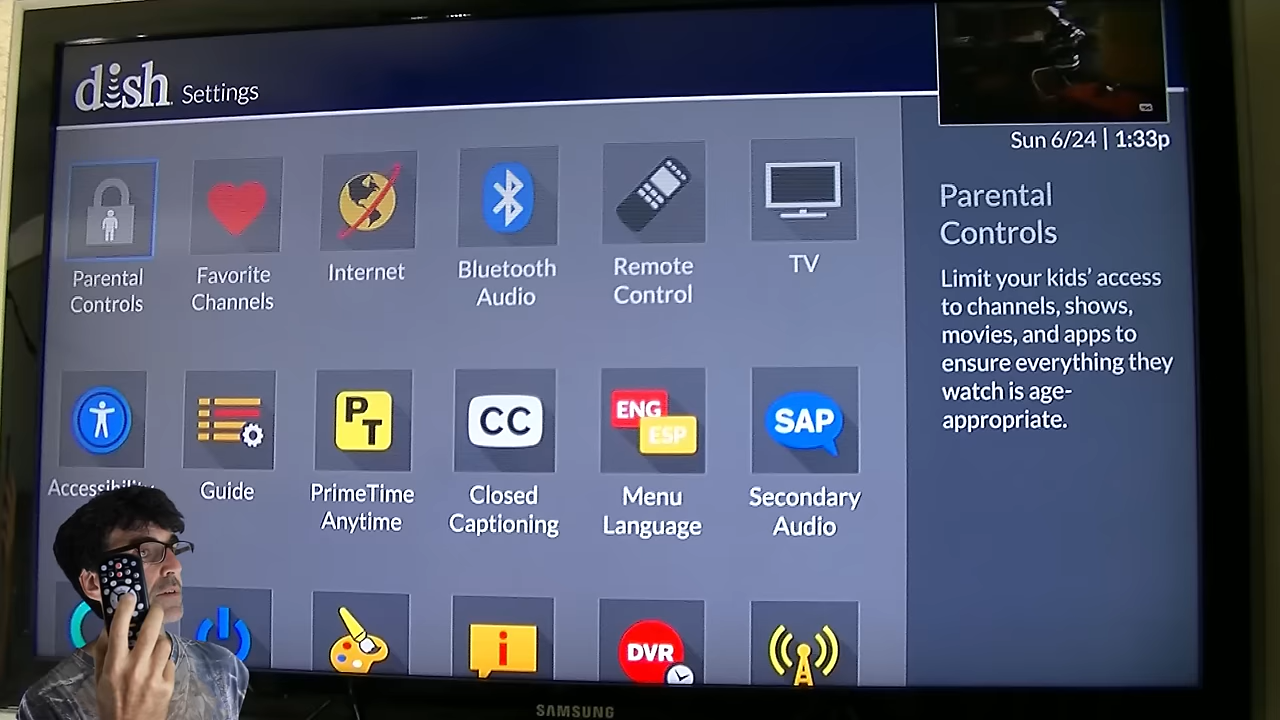 dish Settings
Sun 6/24 | 1:33p
Parental
Controls
Favorite
Channels
Internet
Bluetooth
Audio
Remote
Control
TV
Parental
Controls
Limit your kids' access
to channels, shows,
movies, and apps to
ensure everything they
watch is age-
appropriate.
PT
CC
ENG
ESP
SAP
Accessibility
Guide
PrimeTime
Anytime
Closed
Captioning
Menu
Language
Secondary
Audio
i
DVR
SAMSUNG